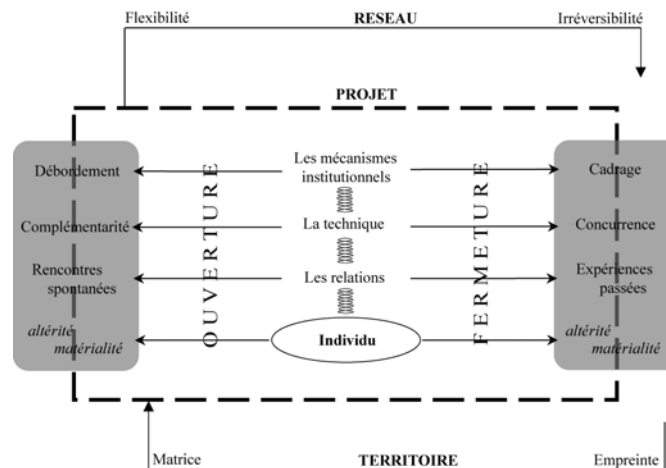 Flexibilité RESEAU Irréversibilité
PROJET
Débordement
Les mécanismes
institutionnels
Cadrage
Complémentarité
La technique
Concurrence
Rencontres
spontanées
Les relations
Expériences
passées
altérité
matérialité
Individu
altérité
matérialité
OUVERTURE
FERMETURE
Matrice TERRITOIRE Empreinte